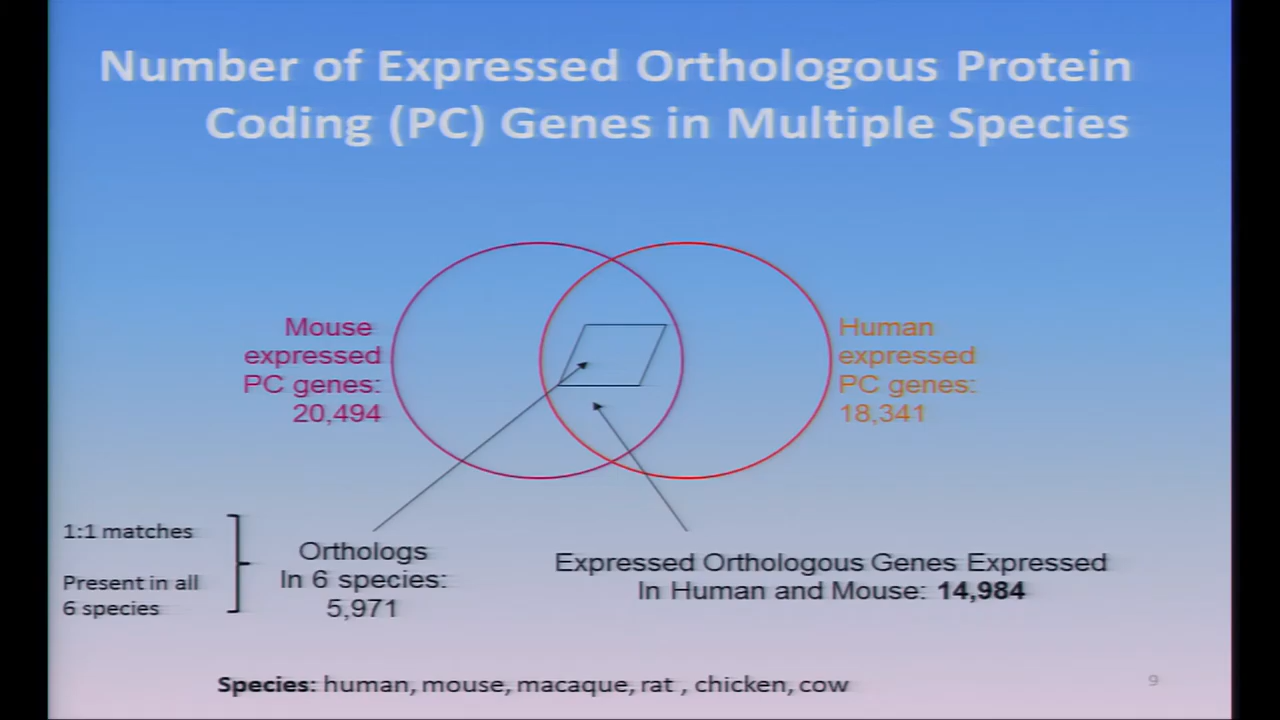 Number of Expressed Orthologous Protein
Coding (PC) Genes in Multiple Species
Mouse
expressed
PC genes:
20,494
Human
expressed
PC genes:
18,341
1:1 matches
Present in all
6 species
Orthologs
In 6 species:
5,971
Expressed Orthologous Genes Expressed
In Human and Mouse: 14,984
Species: human, mouse, macaque, rat , chicken, cow
9